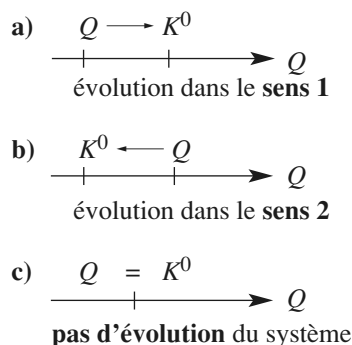 a) Q → K⁰
Q
évolution dans le sens 1
b) K⁰ ← Q
Q
évolution dans le sens 2
c) Q = K⁰
Q
pas d'évolution du système